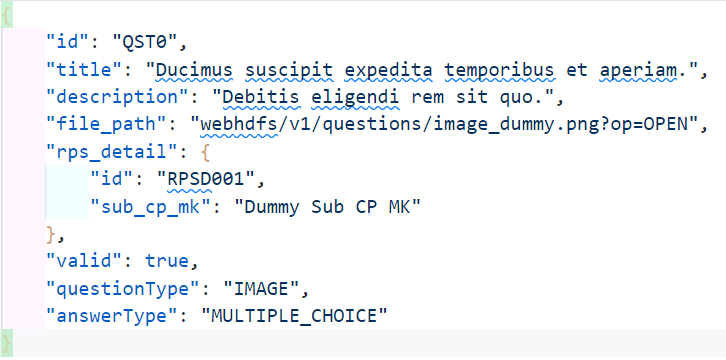 {
"id": "QST0",
"title": "Ducimus suscipit expedita temporibus et aperiam.",
"description": "Debitis eligendi rem sit quo.",
"file_path": "webhdfs/v1/questions/image_dummy.png?op=OPEN",
"rps_detail": {
"id": "RPSD001",
"sub_cp_mk": "Dummy Sub CP MK"
},
"valid": true,
"questionType": "IMAGE",
"answerType": "MULTIPLE_CHOICE"
}